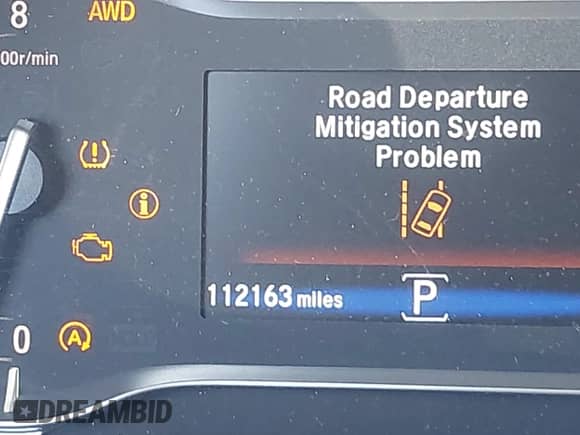 8
AWD
00r/min
Road Departure
Mitigation System
Problem
112163 miles
P
0
A
DREAMBID